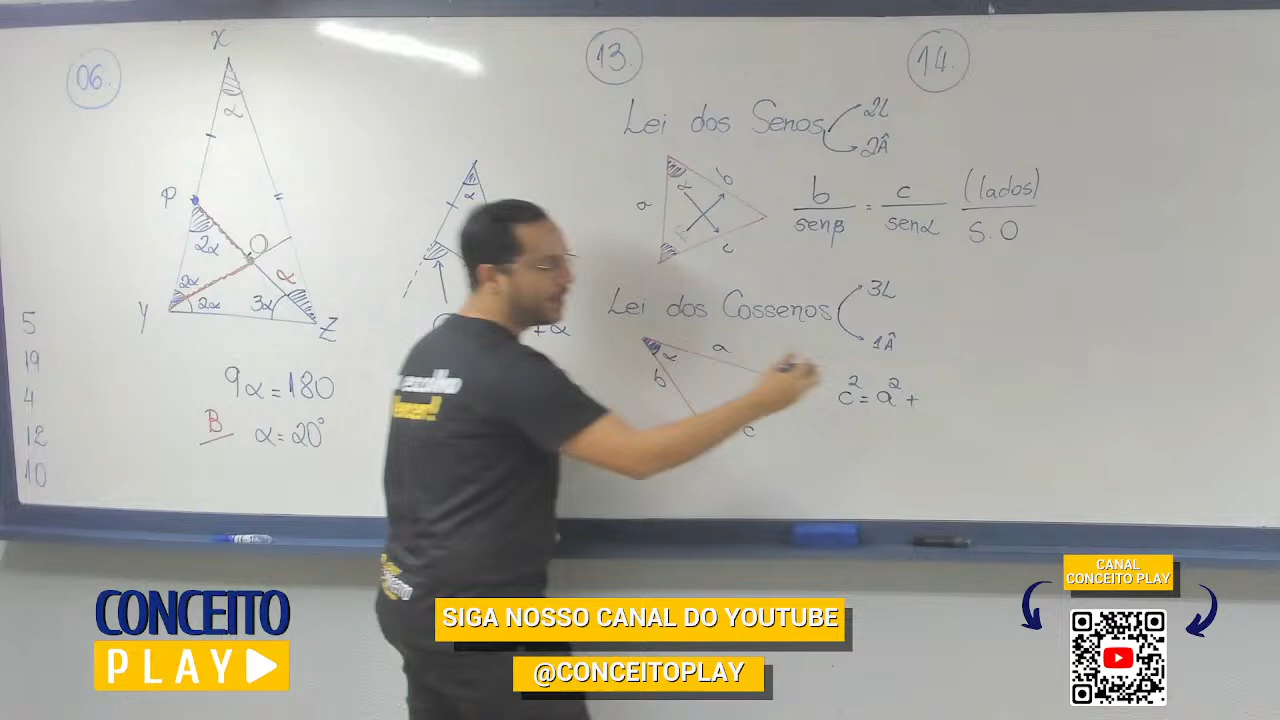 06.
X
α
P
2α
O
2α
2α
3α
α
Y
Z
9α = 180
B
α = 20°
5
19
4
12
10
α
+ α
13.
14.
Lei dos Senos
2L
2Â
a
α
b
c
b/senβ = c/senα (lados)/S.O
Lei dos Cossenos
3L
1Â
α
a
b
c
c² = a² +
CONCEITO
PLAY
SIGA NOSSO CANAL DO YOUTUBE
@CONCEITOPLAY
CANAL
CONCEITO PLAY